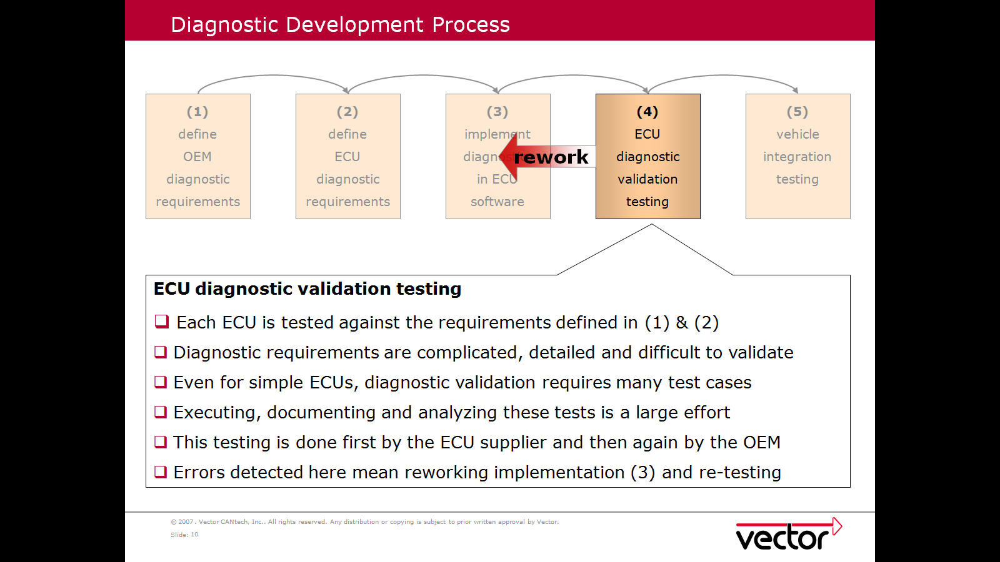 Diagnostic Development Process
(1)
define
OEM
diagnostic
requirements
(2)
define
ECU
diagnostic
requirements
(3)
implement
diagnostic
in ECU
software
rework
(4)
ECU
diagnostic
validation
testing
(5)
vehicle
integration
testing
ECU diagnostic validation testing
Each ECU is tested against the requirements defined in (1) & (2)
Diagnostic requirements are complicated, detailed and difficult to validate
Even for simple ECUs, diagnostic validation requires many test cases
Executing, documenting and analyzing these tests is a large effort
This testing is done first by the ECU supplier and then again by the OEM
Errors detected here mean reworking implementation (3) and re-testing
© 2007 . Vector CANtech, Inc.. All rights reserved. Any distribution or copying is subject to prior written approval by Vector.
Slide: 10
vector